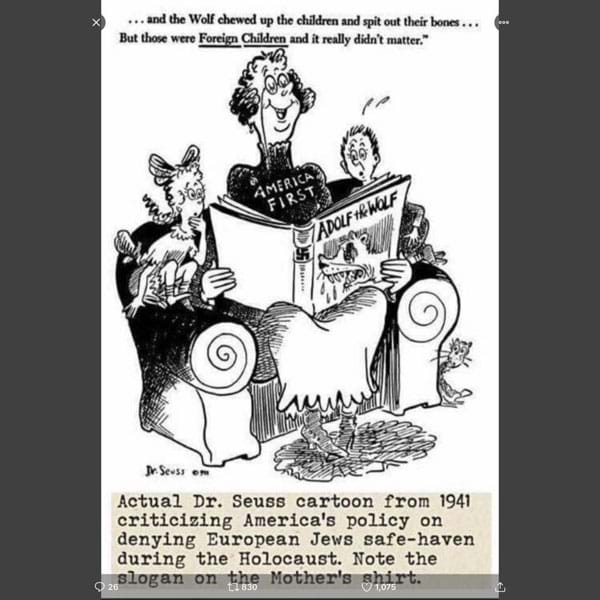 ... and the Wolf chewed up the children and spit out their bones ...
But those were Foreign Children and it really didn't matter."
AMERICA
FIRST
ADOLF the WOLF
Dr. Seuss
Actual Dr. Seuss cartoon from 1941
criticizing America's policy on
denying European Jews safe-haven
during the Holocaust. Note the
slogan on the Mother's shirt.
26
830
1,075